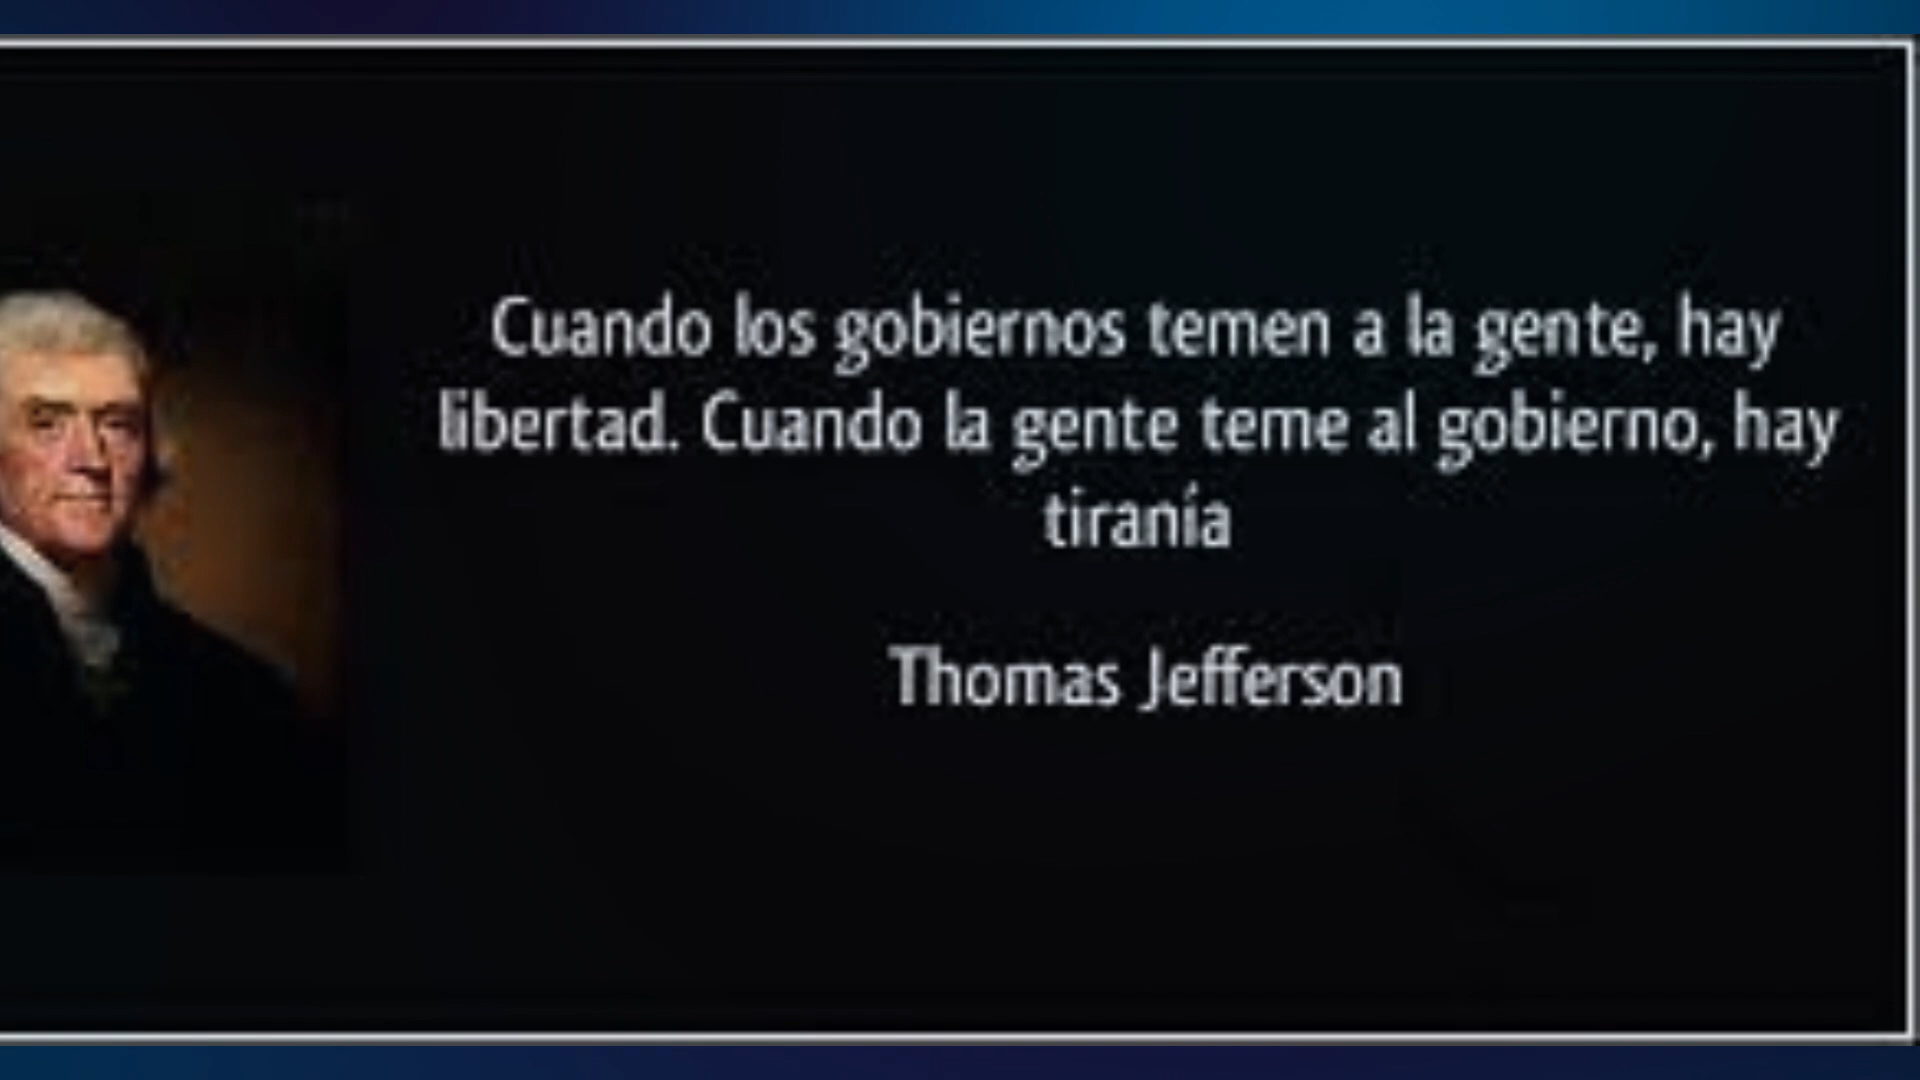 Cuando los gobiernos temen a la gente, hay
libertad. Cuando la gente teme al gobierno, hay
tiranía
Thomas Jefferson